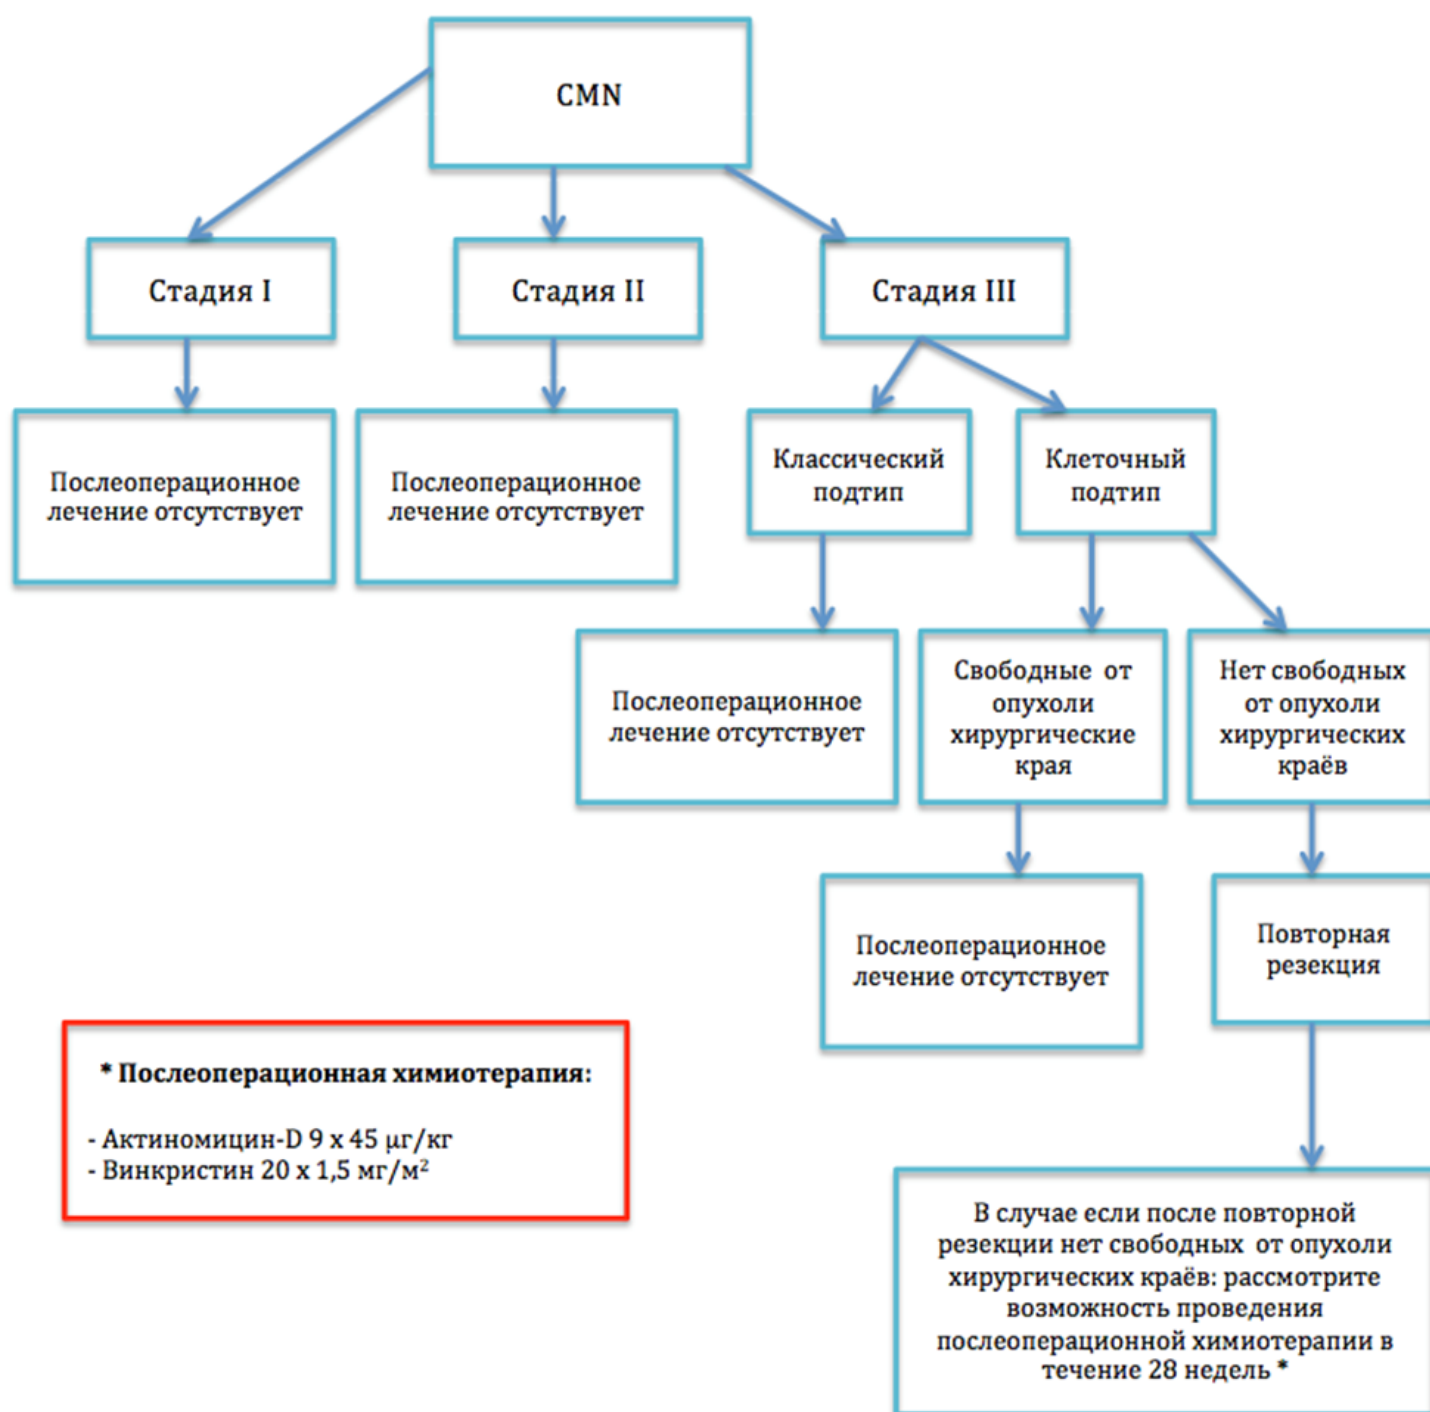 CMN
Стадия I
Стадия II
Стадия III
Послеоперационное
лечение отсутствует
Послеоперационное
лечение отсутствует
Классический
подтип
Клеточный
подтип
Послеоперационное
лечение отсутствует
Свободные от
опухоли
хирургические
края
Нет свободных
от опухоли
хирургических
краёв
Послеоперационное
лечение отсутствует
Повторная
резекция
* Послеоперационная химиотерапия:
- Актиномицин-D 9 x 45 μг/кг
- Винкристин 20 x 1,5 мг/м²
В случае если после повторной
резекции нет свободных от опухоли
хирургических краёв: рассмотрите
возможность проведения
послеоперационной химиотерапии в
течение 28 недель *